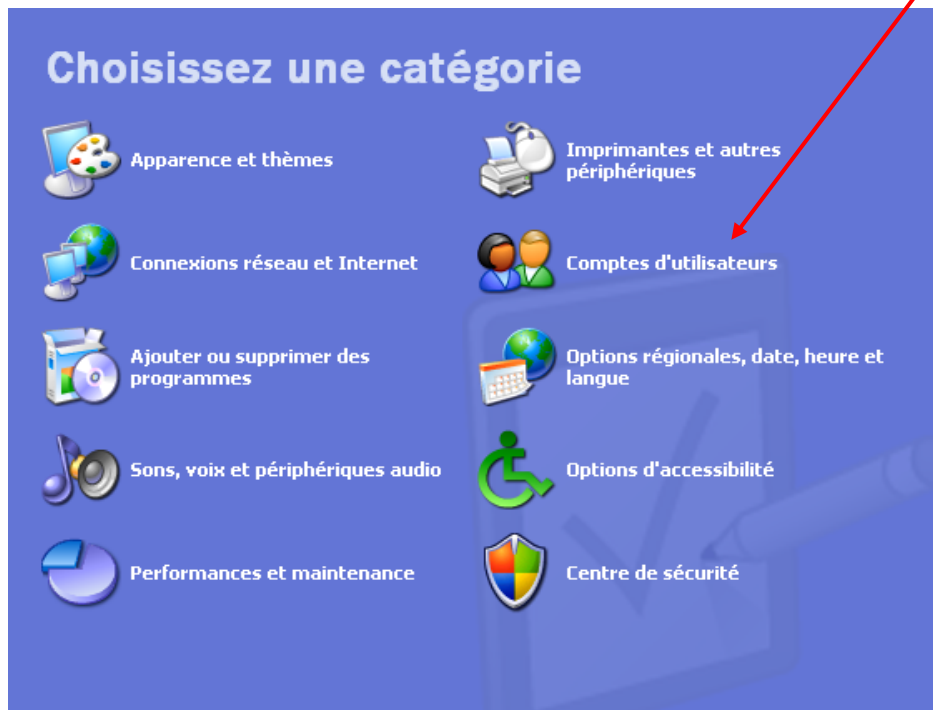 Choisissez une catégorie
Apparence et thèmes
Imprimantes et autres
périphériques
Connexions réseau et Internet
Comptes d'utilisateurs
Ajouter ou supprimer des
programmes
Options régionales, date, heure et
langue
Sons, voix et périphériques audio
Options d'accessibilité
Performances et maintenance
Centre de sécurité